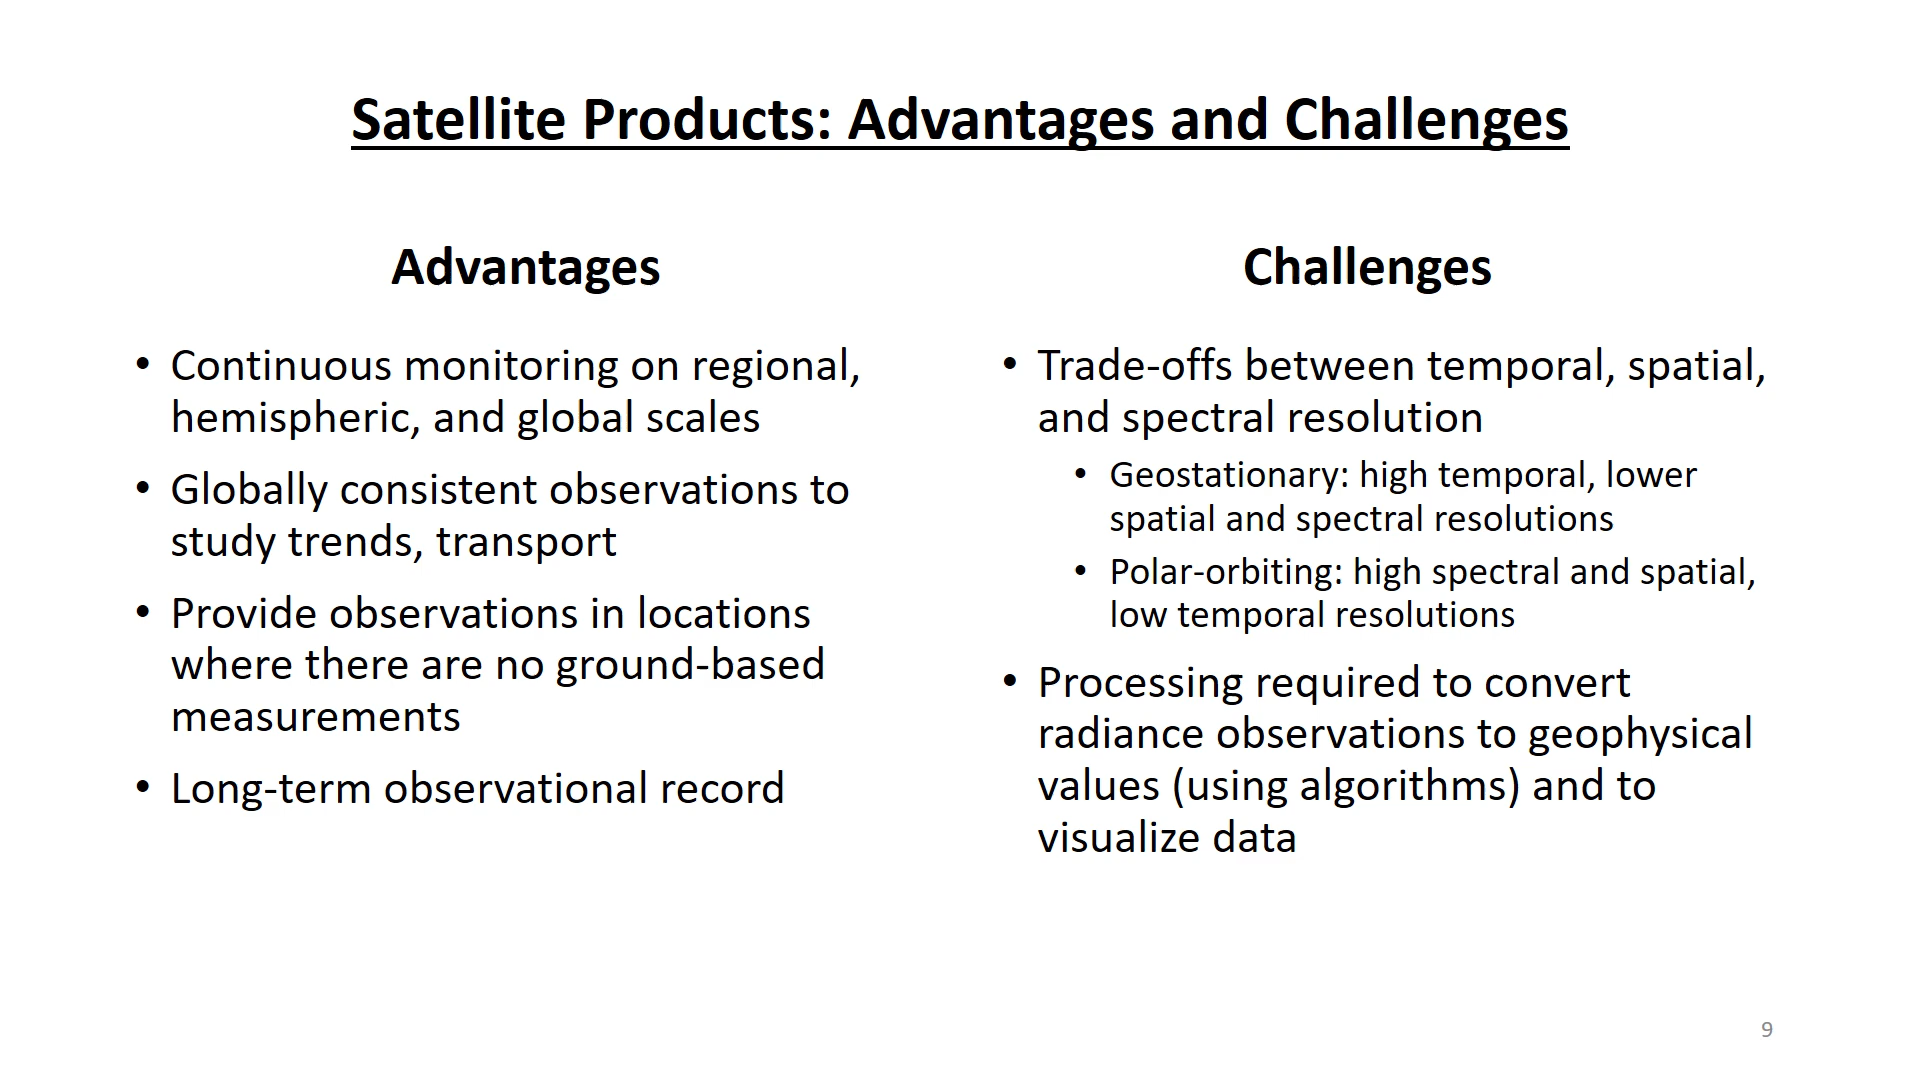 Satellite Products: Advantages and Challenges
Advantages
• Continuous monitoring on regional,
hemispheric, and global scales
• Globally consistent observations to
study trends, transport
• Provide observations in locations
where there are no ground-based
measurements
• Long-term observational record
Challenges
• Trade-offs between temporal, spatial,
and spectral resolution
• Geostationary: high temporal, lower
spatial and spectral resolutions
• Polar-orbiting: high spectral and spatial,
low temporal resolutions
• Processing required to convert
radiance observations to geophysical
values (using algorithms) and to
visualize data
9